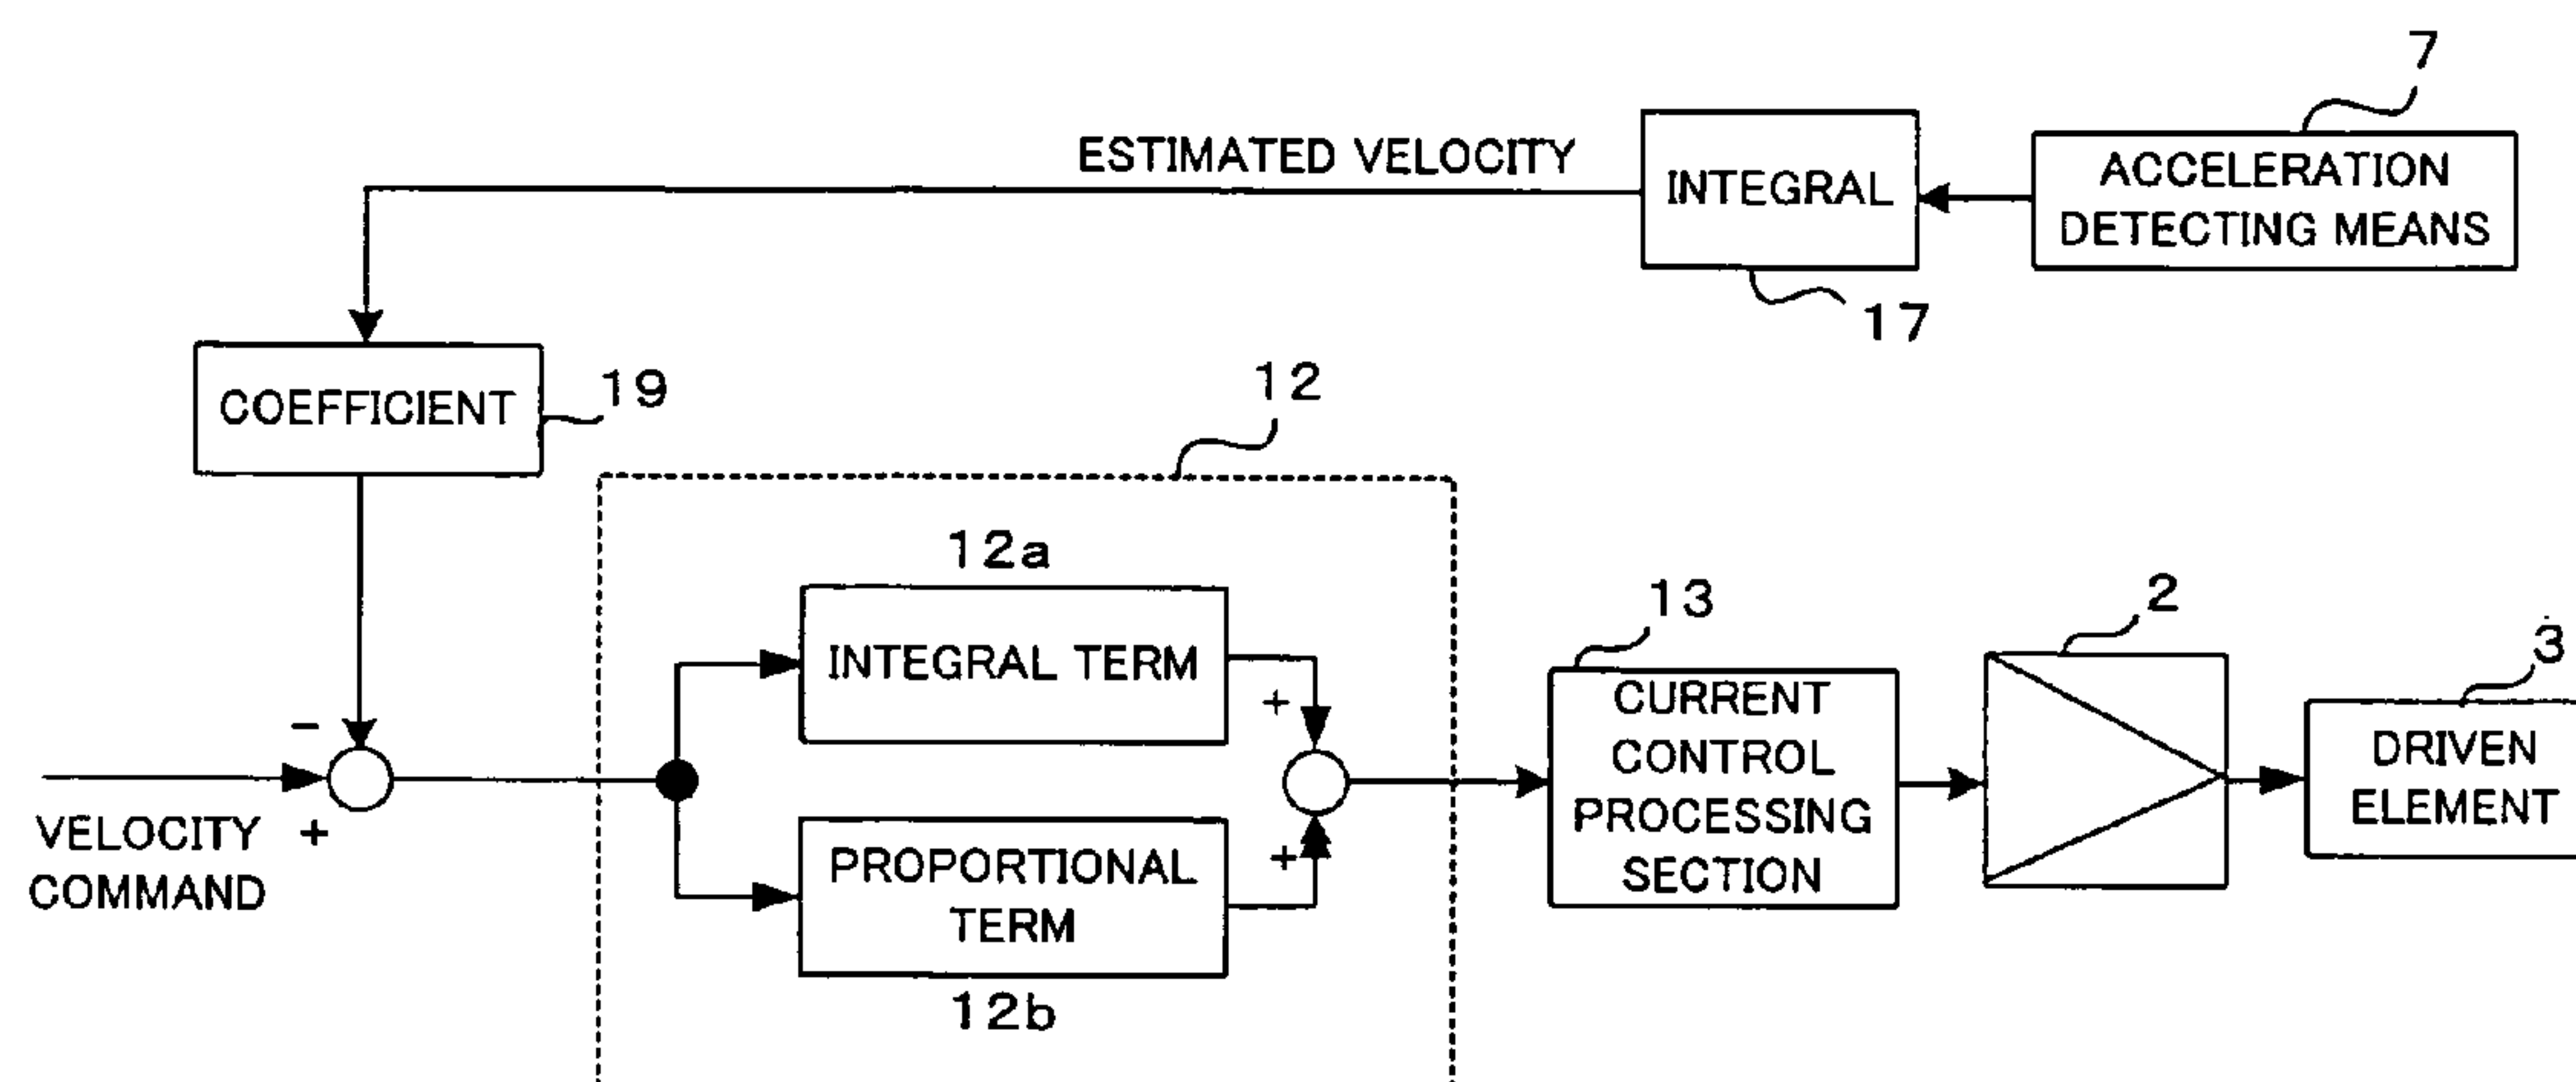 7
ESTIMATED VELOCITY
INTEGRAL
ACCELERATION
DETECTING MEANS
17
COEFFICIENT
19
12
12a
INTEGRAL TERM
+
-
VELOCITY
COMMAND
+
PROPORTIONAL
TERM
+
12b
13
CURRENT
CONTROL
PROCESSING
SECTION
2
3
DRIVEN
ELEMENT